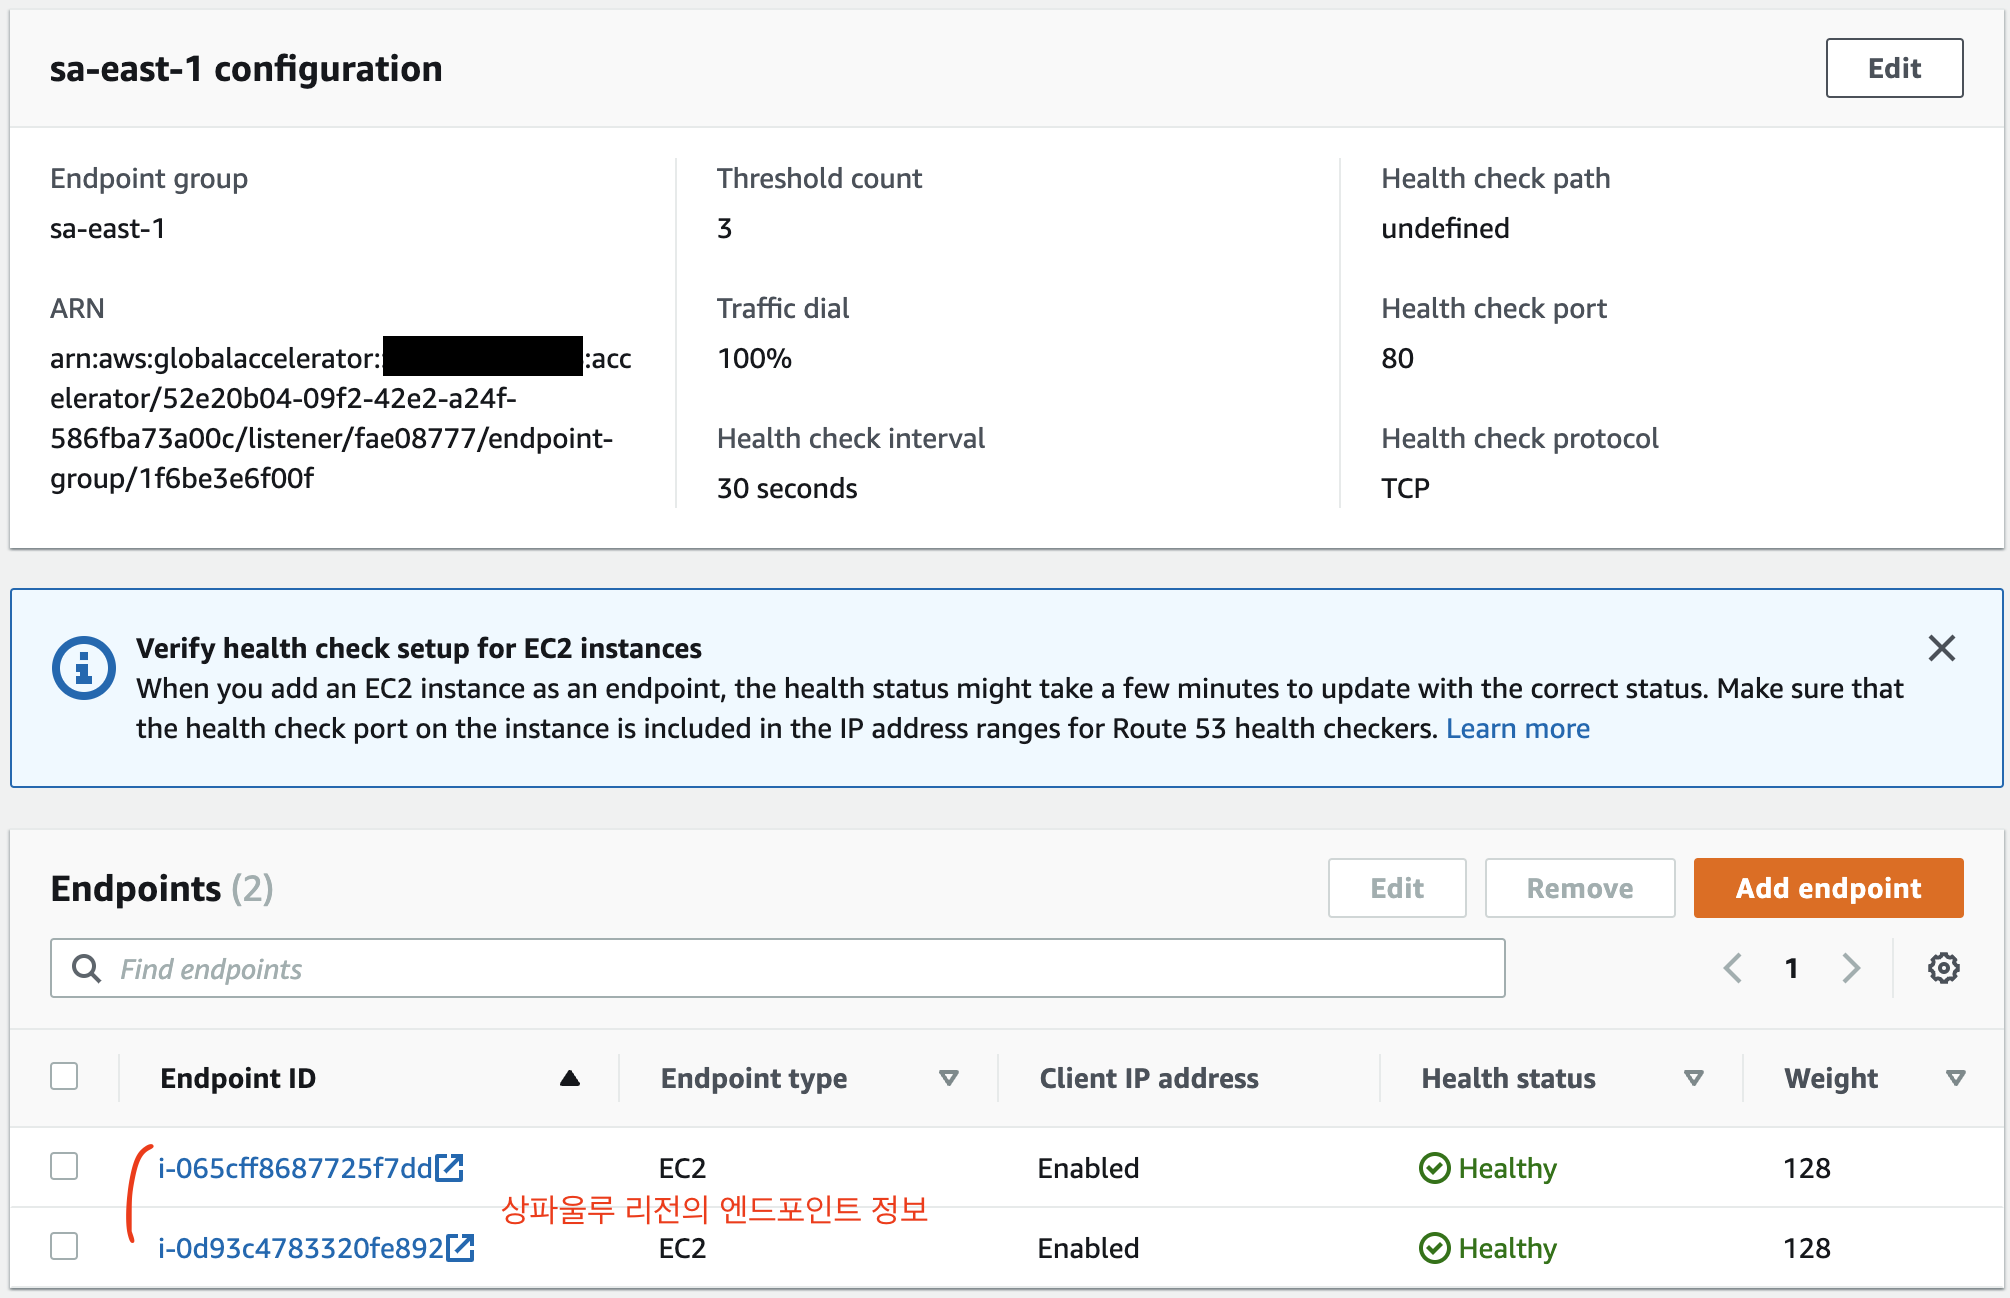 sa-east-1 configuration
Edit
Endpoint group
sa-east-1
ARN
arn:aws:globalaccelerator:: :acc
elerator/52e20b04-09f2-42e2-a24f-
586fba73a00c/listener/fae08777/endpoint-
group/1f6be3e6f00f
Threshold count
3
Traffic dial
100%
Health check interval
30 seconds
Health check path
undefined
Health check port
80
Health check protocol
TCP
Verify health check setup for EC2 instances
When you add an EC2 instance as an endpoint, the health status might take a few minutes to update with the correct status. Make sure that
the health check port on the instance is included in the IP address ranges for Route 53 health checkers. Learn more
Endpoints (2)
Edit
Remove
Add endpoint
Find endpoints
1
Endpoint ID
Endpoint type
Client IP address
Health status
Weight
i-065cff8687725f7dd
EC2
Enabled
Healthy
128
상파울루 리전의 엔드포인트 정보
i-0d93c4783320fe892
EC2
Enabled
Healthy
128